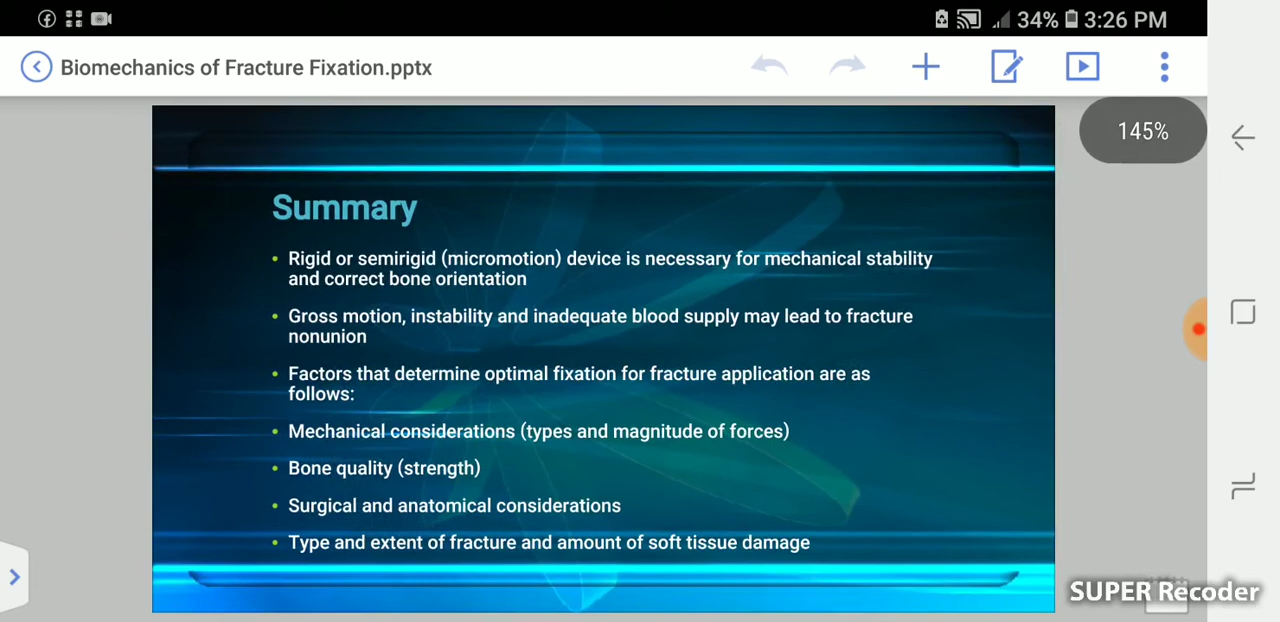 34% 3:26 PM
Biomechanics of Fracture Fixation.pptx
145%
Summary
• Rigid or semirigid (micromotion) device is necessary for mechanical stability
and correct bone orientation
• Gross motion, instability and inadequate blood supply may lead to fracture
nonunion
• Factors that determine optimal fixation for fracture application are as
follows:
• Mechanical considerations (types and magnitude of forces)
• Bone quality (strength)
• Surgical and anatomical considerations
• Type and extent of fracture and amount of soft tissue damage
SUPER Recoder